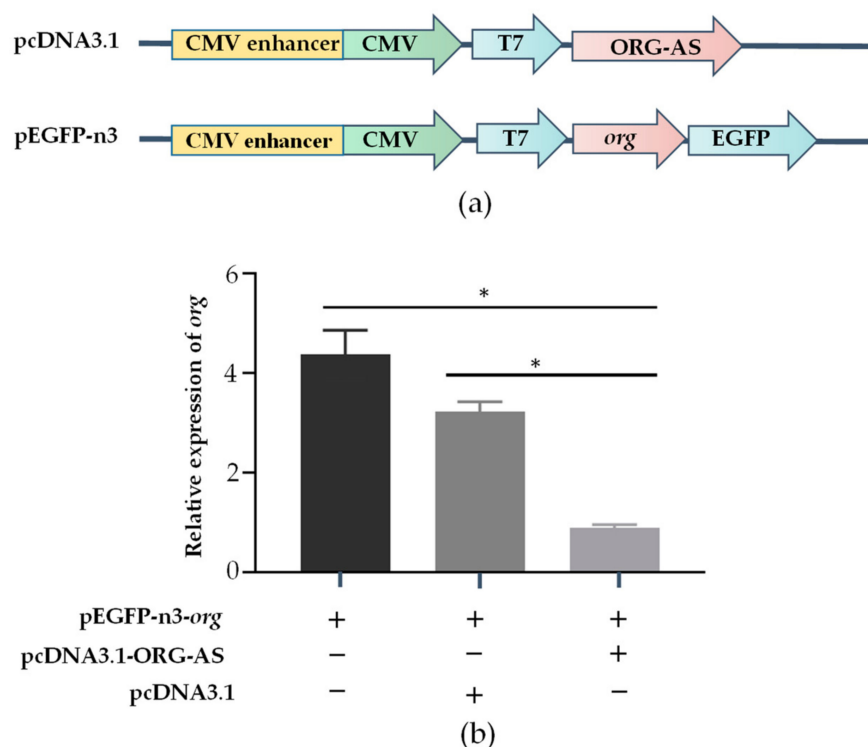 pcDNA3.1 CMV enhancer CMV T7 ORG-AS
pEGFP-n3 CMV enhancer CMV T7 org EGFP
(a)
Relative expression of org
6
4
2
0
*
*
pEGFP-n3-org + + +
pcDNA3.1-ORG-AS − − +
pcDNA3.1 − + −
(b)